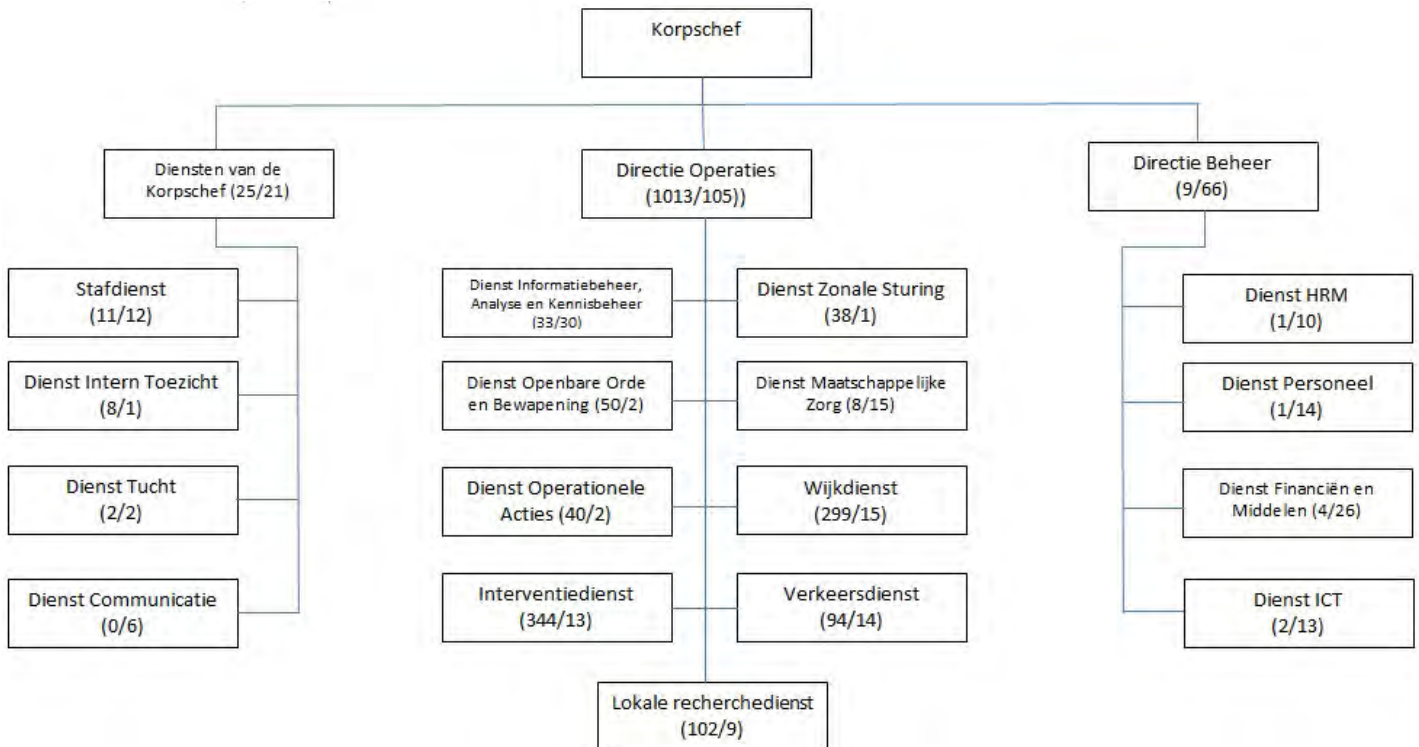 Korpschef
Diensten van de
Korpschef (25/21)
Directie Operaties
(1013/105))
Directie Beheer
(9/66)
Stafdienst
(11/12)
Dienst Informatiebeheer,
Analyse en Kennisbeheer
(33/30)
Dienst Zonale Sturing
(38/1)
Dienst HRM
(1/10)
Dienst Intern Toezicht
(8/1)
Dienst Openbare Orde
en Bewapening (50/2)
Dienst Maatschappelijke
Zorg (8/15)
Dienst Personeel
(1/14)
Dienst Tucht
(2/2)
Dienst Operationele
Acties (40/2)
Wijkdienst
(299/15)
Dienst Financiën en
Middelen (4/26)
Dienst Communicatie
(0/6)
Interventiedienst
(344/13)
Verkeersdienst
(94/14)
Dienst ICT
(2/13)
Lokale recherchedienst
(102/9)